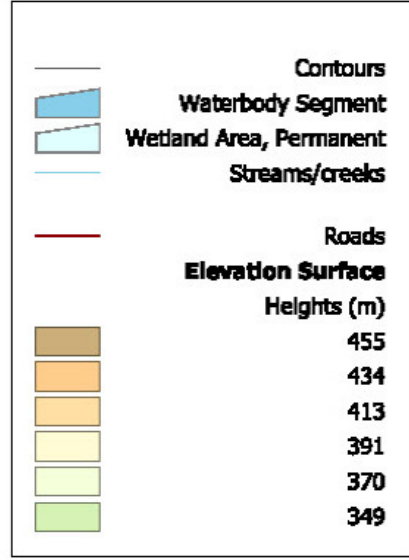 Contours
Waterbody Segment
Wetland Area, Permanent
Streams/creeks
Roads
Elevation Surface
Heights (m)
455
434
413
391
370
349